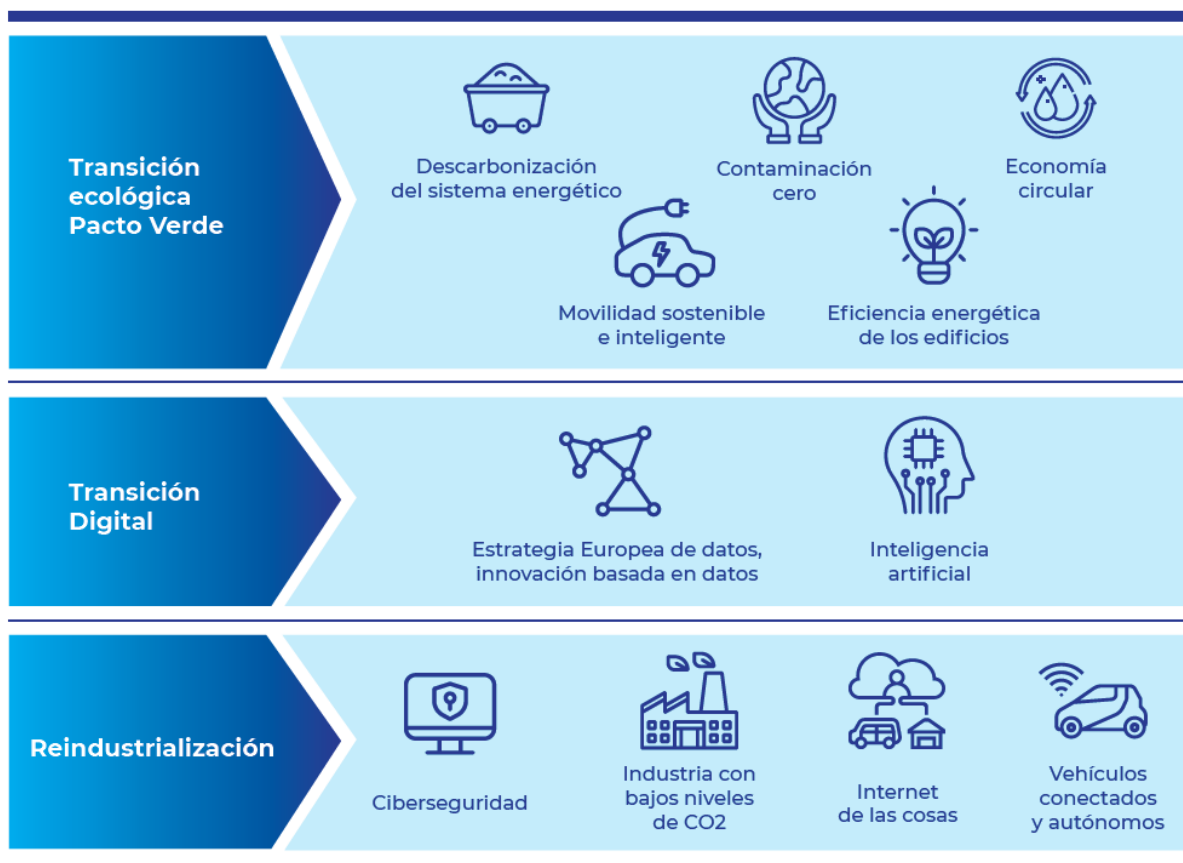 Transición
ecológica
Pacto Verde
Descarbonización
del sistema energético
Contaminación
cero
Economía
circular
Movilidad sostenible
e inteligente
Eficiencia energética
de los edificios
Transición
Digital
Estrategia Europea de datos,
innovación basada en datos
Inteligencia
artificial
Reindustrialización
Ciberseguridad
Industria con
bajos niveles
de CO2
Internet
de las cosas
Vehículos
conectados
y autónomos